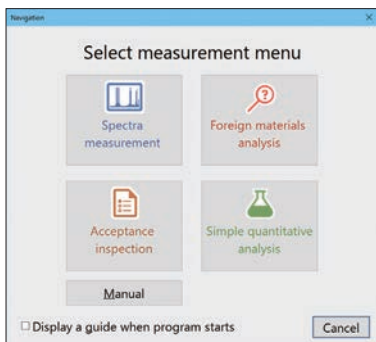 Navigation
Select measurement menu
Spectra
measurement
Foreign materials
analysis
Acceptance
inspection
Simple quantitative
analysis
Manual
Display a guide when program starts
Cancel